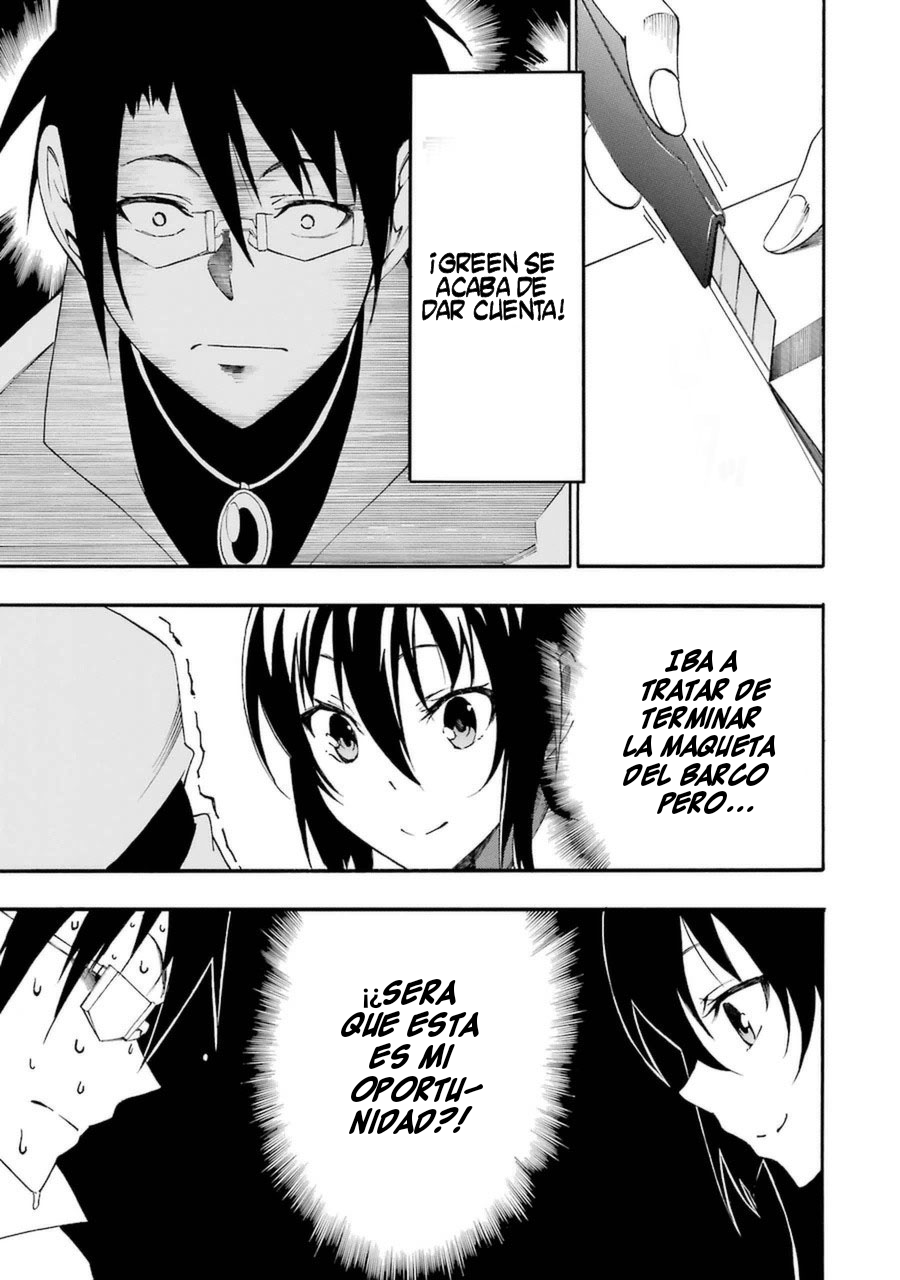 ¡GREEN SE
ACABA DE
DAR CUENTA!
IBA A
TRATAR DE
TERMINAR
LA MAQUETA
DEL BARCO
PERO...
¡¿SERA
QUE ESTA
ES MI
OPORTU-
NIDAD?!